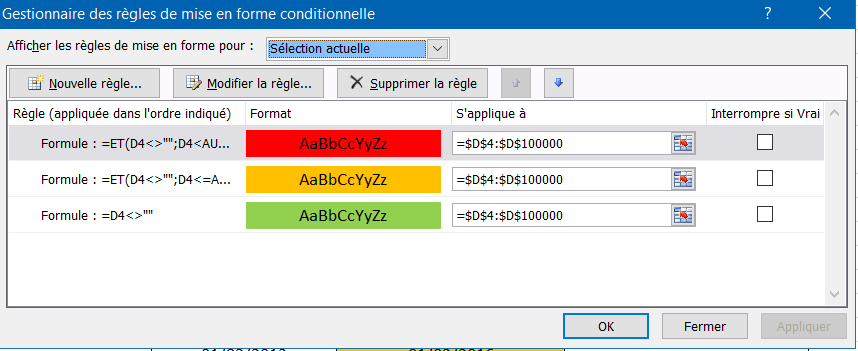 Gestionnaire des règles de mise en forme conditionnelle ?
Afficher les règles de mise en forme pour : Sélection actuelle
Nouvelle règle... Modifier la règle... Supprimer la règle
Règle (appliquée dans l'ordre indiqué) Format S'applique à Interrompre si Vrai
Formule : =ET(D4<>"";D4<AU... AaBbCcYyZz =$D$4:$D$100000
Formule : =ET(D4<>"";D4<=A... AaBbCcYyZz =$D$4:$D$100000
Formule : =D4<>"" AaBbCcYyZz =$D$4:$D$100000
OK Fermer Appliquer